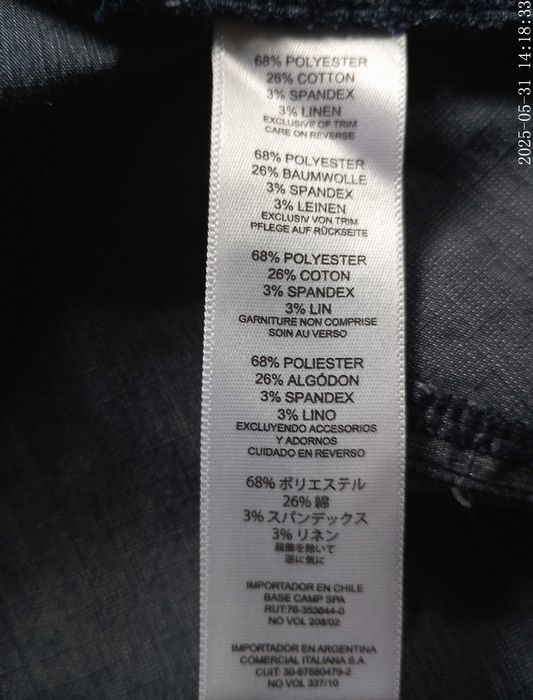 68% POLYESTER
26% COTTON
3% SPANDEX
3% LINEN
EXCLUSIVE OF TRIM
CARE ON REVERSE
68% POLYESTER
26% BAUMWOLLE
3% SPANDEX
3% LEINEN
EXCLUSIV VON TRIM
PFLEGE AUF RÜCKSEITE
68% POLYESTER
26% COTON
3% SPANDEX
3% LIN
GARNITURE NON COMPRISE
SOIN AU VERSO
68% POLIESTER
26% ALGÓDON
3% SPANDEX
3% LINO
EXCLUYENDO ACCESORIOS
Y ADORNOS
CUIDADO EN REVERSO
68% ポリエステル
26% 綿
3% スパンデックス
3% リネン
装飾を除いて
逆に気に
IMPORTADOR EN CHILE
BASE CAMP SPA
RUT:76-353844-0
NO VOL 208/02
IMPORTADOR EN ARGENTINA
COMERCIAL ITALIANA S.A.
CUIT: 30-67580479-2
NO VOL 337/10
2025-05-31 14:18:33